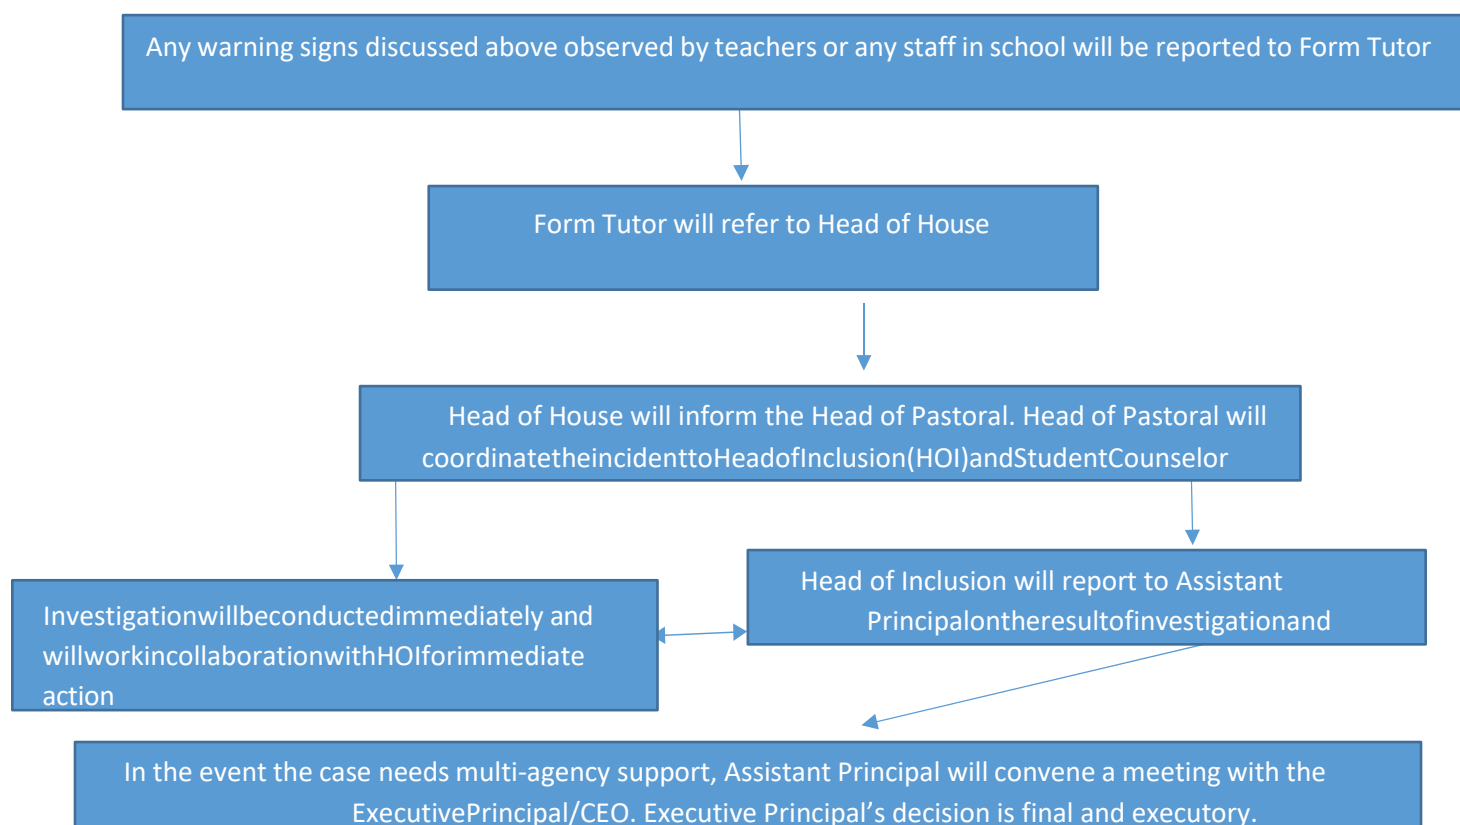 Any warning signs discussed above observed by teachers or any staff in school will be reported to Form Tutor
Form Tutor will refer to Head of House
Head of House will inform the Head of Pastoral. Head of Pastoral will
coordinatetheincidenttoHeadofInclusion(HOI)andStudentCounselor
Investigationwillbeconductedimmediately and
willworkincollaborationwithHOIforimmediate
action
Head of Inclusion will report to Assistant
Principalontheresultofinvestigationand
In the event the case needs multi-agency support, Assistant Principal will convene a meeting with the
ExecutivePrincipal/CEO. Executive Principal’s decision is final and executory.